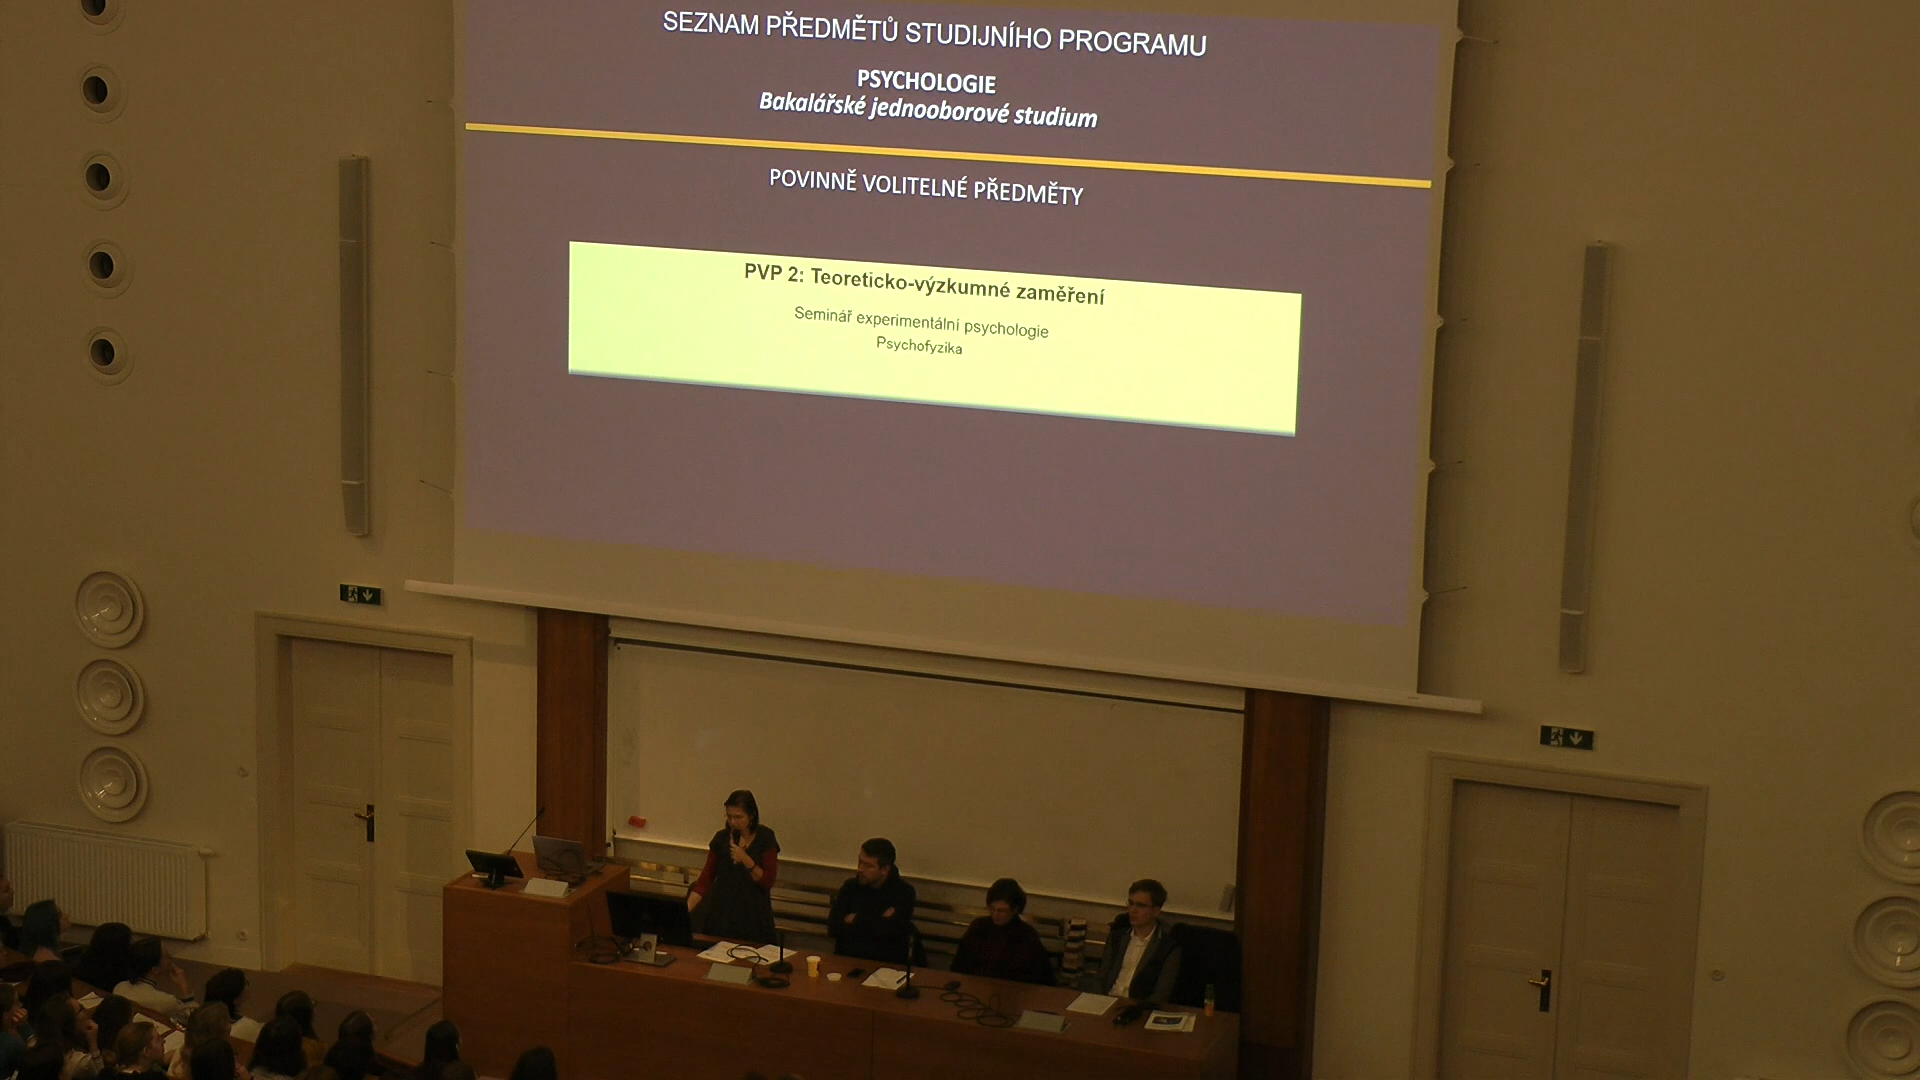 SEZNAM PŘEDMĚTŮ STUDIJNÍHO PROGRAMU
PSYCHOLOGIE
Bakalářské jednooborové studium
POVINNĚ VOLITELNÉ PŘEDMĚTY
PVP 2: Teoreticko-výzkumné zaměření
Seminář experimentální psychologie
Psychofyzika